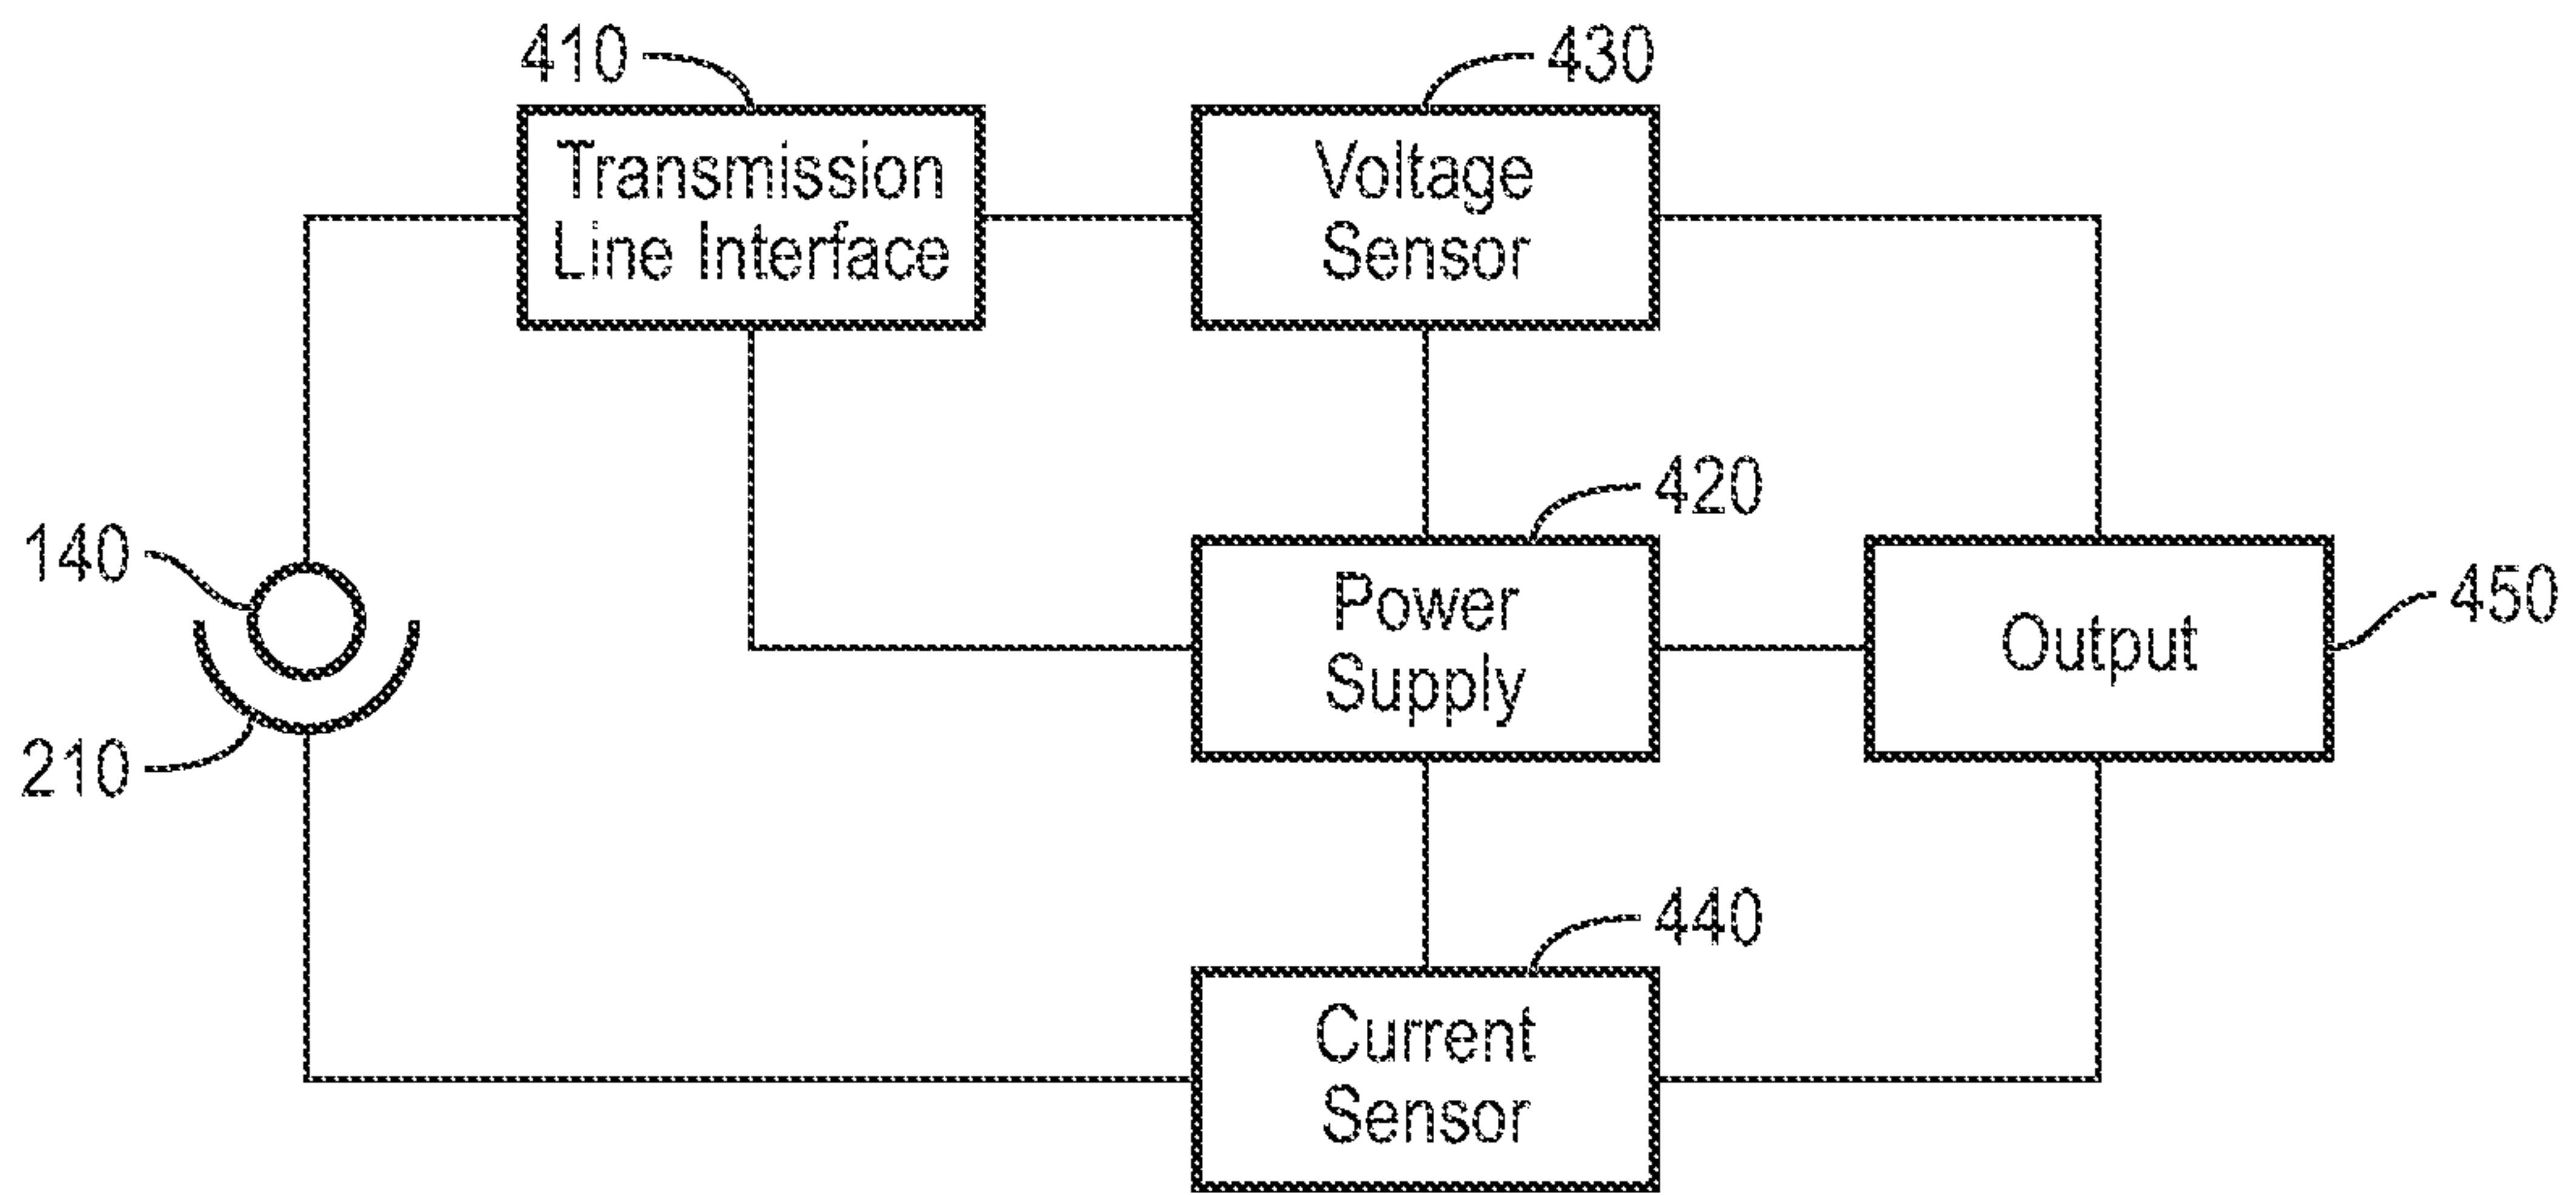 410
430
Transmission
Line Interface
Voltage
Sensor
420
140
Power
Supply
Output
450
210
440
Current
Sensor